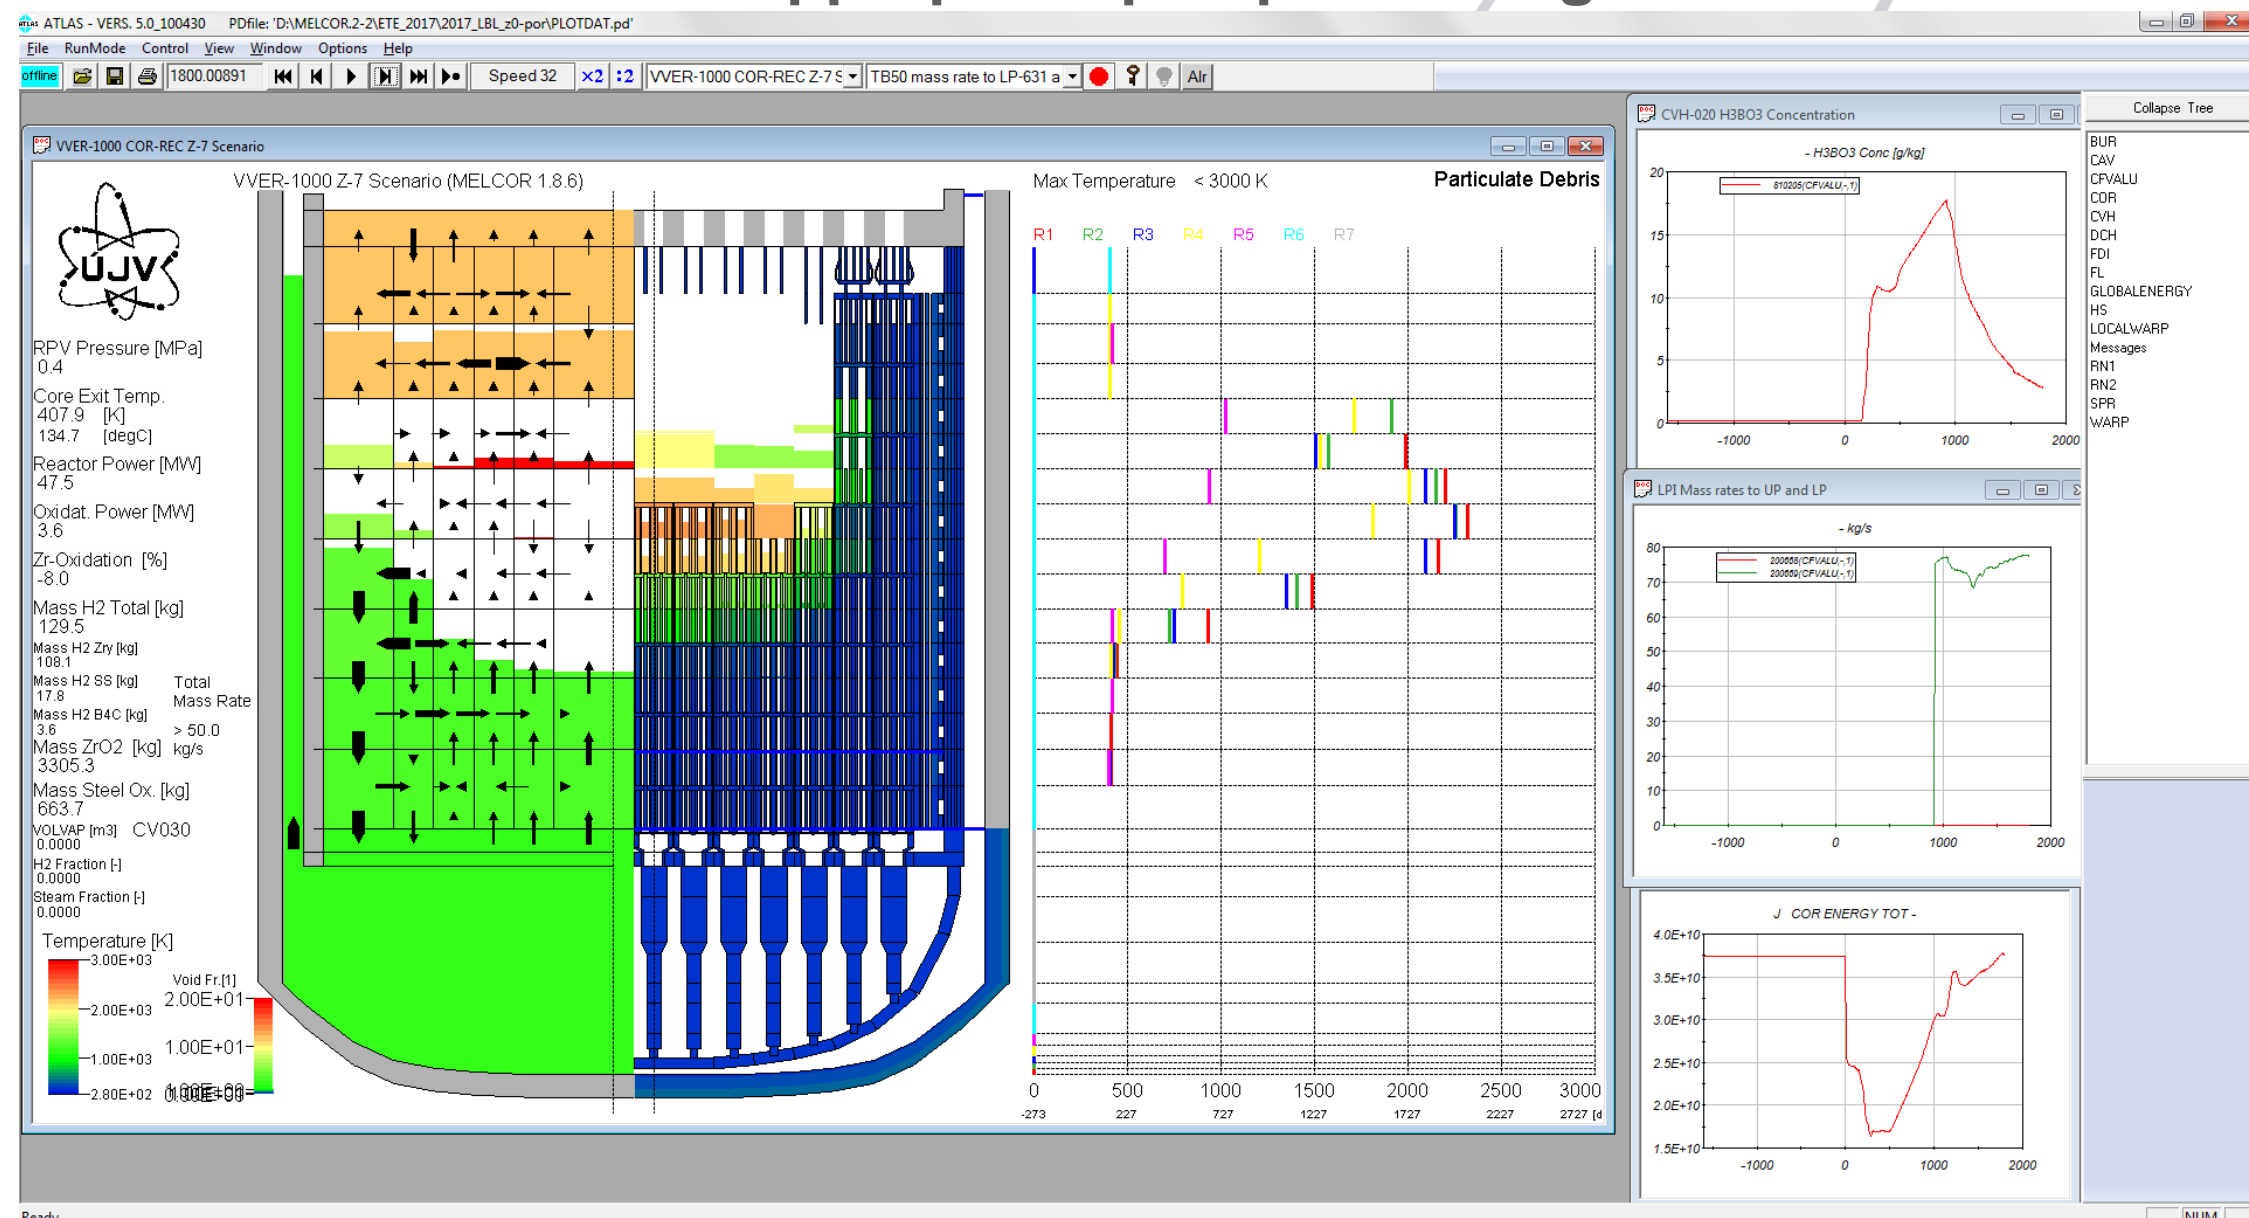 ATLAS - VERS. 5.0_100430 PDfile: 'D:\MELCOR.2-2\ETE_2017\2017_LBL_z0-por\PLOTDAT.pd'
File RunMode Control View Window Options Help
offline 1800.00891 Speed 32 ×2 :2 VVER-1000 COR-REC Z-7 S TB50 mass rate to LP-631 a Alr
VVER-1000 COR-REC Z-7 Scenario
VVER-1000 Z-7 Scenario (MELCOR 1.8.6)
ÚJV
RPV Pressure [MPa]
0.4
Core Exit Temp.
407.9 [K]
134.7 [degC]
Reactor Power [MW]
47.5
Oxidat. Power [MW]
3.6
Zr-Oxidation [%]
-8.0
Mass H2 Total [kg]
129.5
Mass H2 Zry [kg]
108.1
Mass H2 SS [kg]
17.8
Mass H2 B4C [kg]
3.6
Total
Mass Rate
> 50.0
kg/s
Mass ZrO2 [kg]
3305.3
Mass Steel Ox. [kg]
663.7
VOLVAP [m3] CV030
0.0000
H2 Fraction [-]
0.0000
Steam Fraction [-]
0.0000
Temperature [K]
3.00E+03
2.00E+03
1.00E+03
2.80E+02
Void Fr.[1]
2.00E+01
1.00E+01
Max Temperature < 3000 K Particulate Debris
R1 R2 R3 R4 R5 R6 R7
0 500 1000 1500 2000 2500 3000
-273 227 727 1227 1727 2227 2727 [d
CVH-020 H3BO3 Concentration
- H3BO3 Conc [g/kg]
810205(CFVALU,-,1)
20
15
10
5
0
-1000 0 1000 2000
LPI Mass rates to UP and LP
- kg/s
200668(CFVALU,-,1)
200669(CFVALU,-,1)
80
70
60
50
40
30
20
10
0
-1000 0 1000 2000
J COR ENERGY TOT -
4.0E+10
3.5E+10
3.0E+10
2.5E+10
2.0E+10
1.5E+10
-1000 0 1000 2000
Collapse Tree
BUR
CAV
CFVALU
COR
CVH
DCH
FDI
FL
GLOBALENERGY
HS
LOCALWARP
Messages
RN1
RN2
SPR
WARP
Ready
NUM